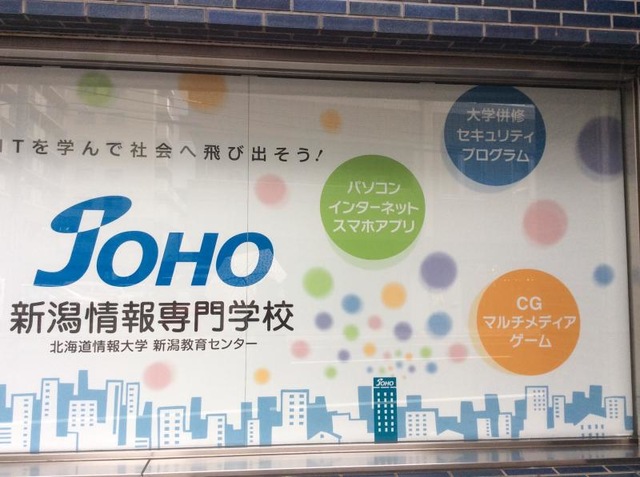 ITを学んで社会へ飛び出そう!
JOHO
新潟情報専門学校
北海道情報大学 新潟教育センター
パソコン
インターネット
スマホアプリ
大学併修
セキュリティ
プログラム
CG
マルチメディア
ゲーム
JOHO